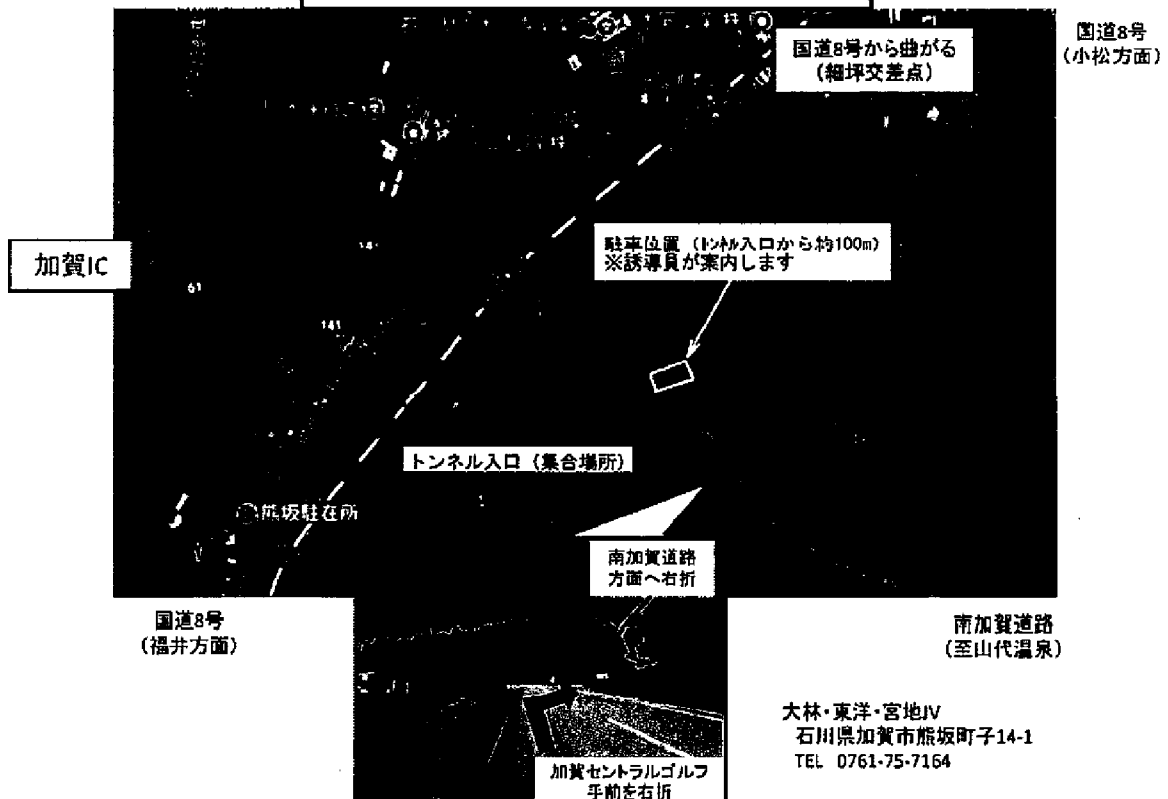 国道8号
(小松方面)
国道8号から曲がる
(細坪交差点)
加賀IC
駐車位置(トンネル入口から約100m)
※誘導員が案内します
141
61
141
トンネル入口(集合場所)
熊坂駐在所
南加賀道路
方面へ右折
国道8号
(福井方面)
南加賀道路
(至山代温泉)
加賀セントラルゴルフ
手前を右折
大林・東洋・宮地JV
石川県加賀市熊坂町子14-1
TEL 0761-75-7164